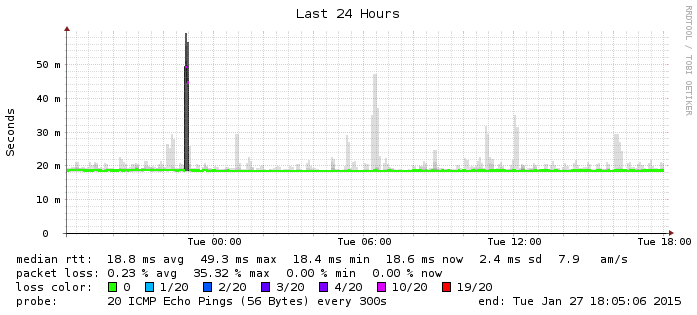 Last 24 Hours
RRDTOOL / TOBI OETIKER
Seconds
50 m
40 m
30 m
20 m
10 m
0
Tue 00:00 Tue 06:00 Tue 12:00 Tue 18:00
median rtt: 18.8 ms avg 49.3 ms max 18.4 ms min 18.6 ms now 2.4 ms sd 7.9 am/s
packet loss: 0.23 % avg 35.32 % max 0.00 % min 0.00 % now
loss color: 0 1/20 2/20 3/20 4/20 10/20 19/20
probe: 20 ICMP Echo Pings (56 Bytes) every 300s end: Tue Jan 27 18:05:06 2015